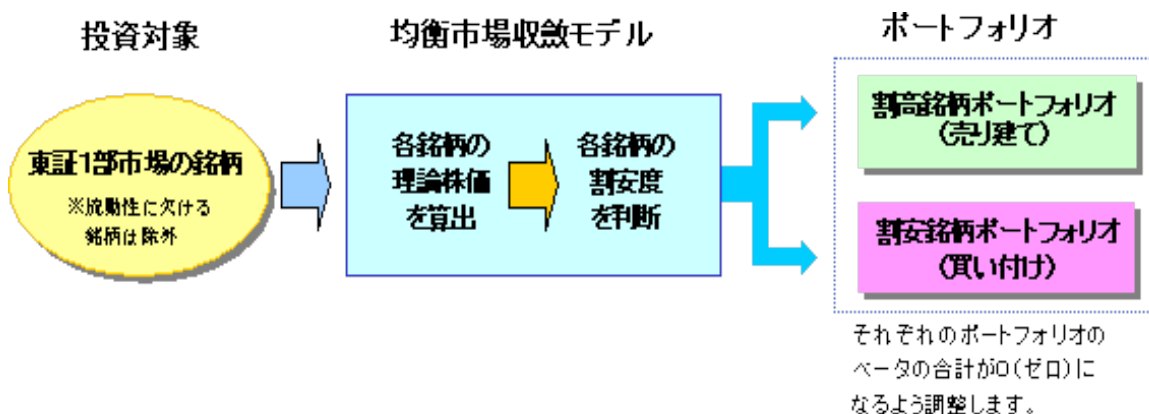 投資対象
東証1部市場の銘柄
※流動性に欠ける
銘柄は除外
均衡市場収斂モデル
各銘柄の
理論株価
を算出
各銘柄の
割安度
を判断
ポートフォリオ
割高銘柄ポートフォリオ
(売り建て)
割安銘柄ポートフォリオ
(買い付け)
それぞれのポートフォリオの
ベータの合計が0(ゼロ)に
なるよう調整します。